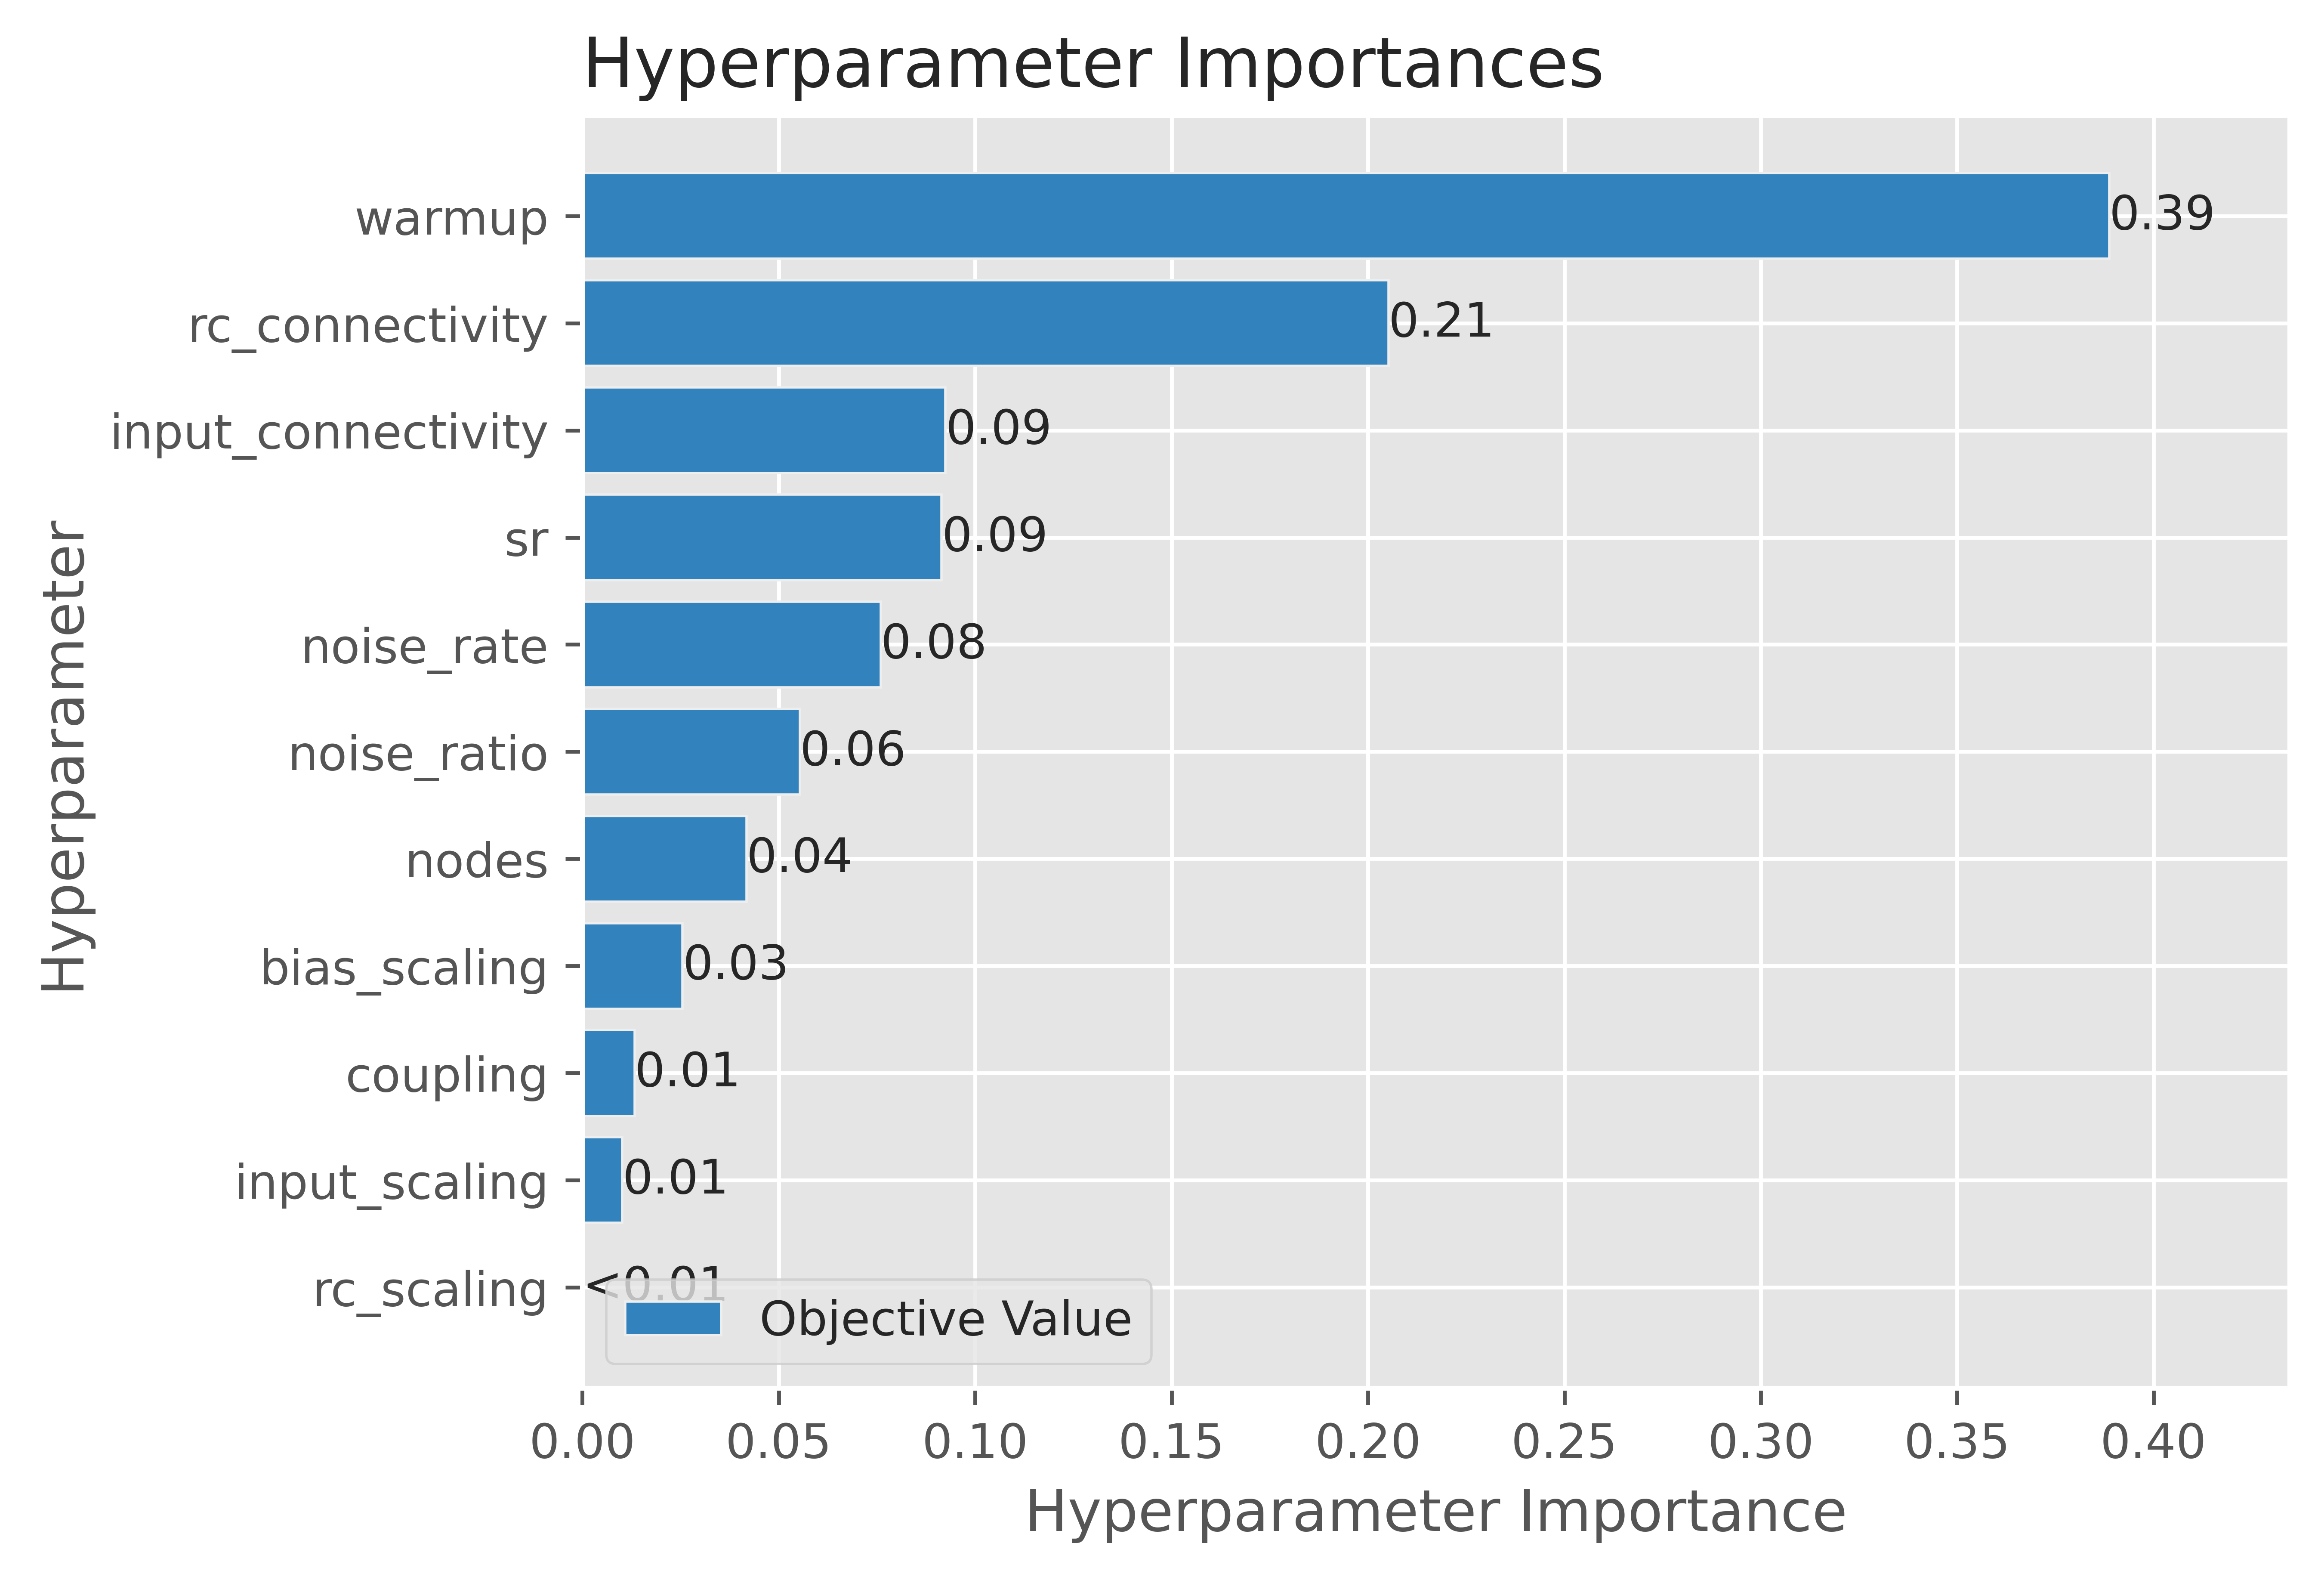 Hyperparameter Importances
Hyperparameter
warmup 0.39
rc_connectivity 0.21
input_connectivity 0.09
sr 0.09
noise_rate 0.08
noise_ratio 0.06
nodes 0.04
bias_scaling 0.03
coupling 0.01
input_scaling 0.01
rc_scaling <0.01
Objective Value
0.00 0.05 0.10 0.15 0.20 0.25 0.30 0.35 0.40
Hyperparameter Importance